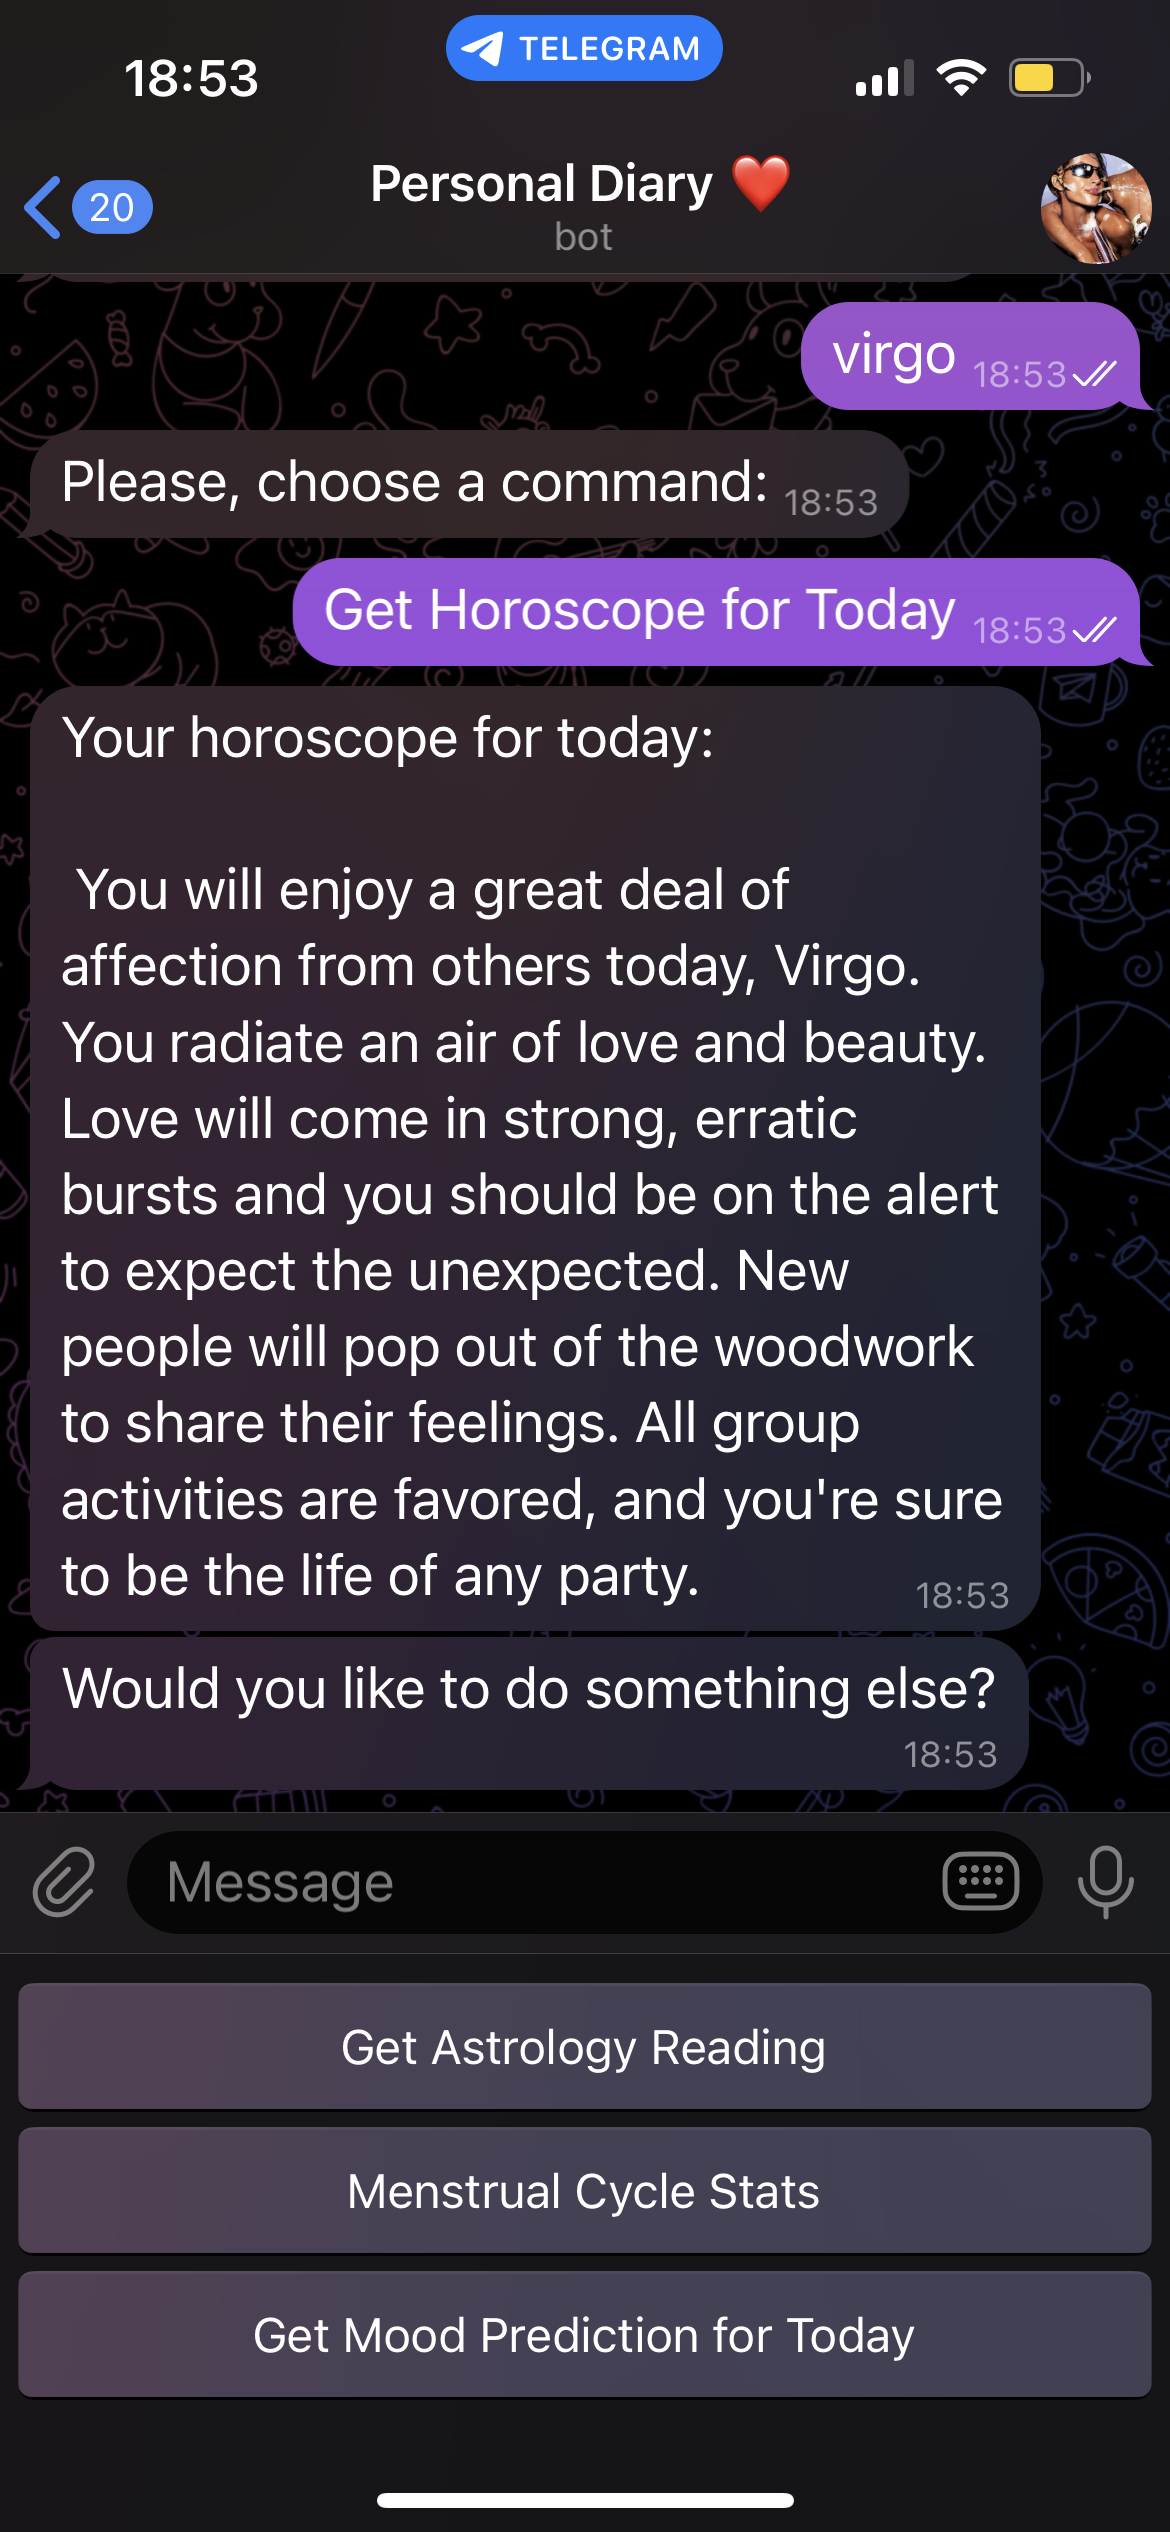 18:53
TELEGRAM
20
Personal Diary ❤️
bot
virgo 18:53
Please, choose a command: 18:53
Get Horoscope for Today 18:53
Your horoscope for today:
You will enjoy a great deal of
affection from others today, Virgo.
You radiate an air of love and beauty.
Love will come in strong, erratic
bursts and you should be on the alert
to expect the unexpected. New
people will pop out of the woodwork
to share their feelings. All group
activities are favored, and you're sure
to be the life of any party. 18:53
Would you like to do something else?
18:53
Message
Get Astrology Reading
Menstrual Cycle Stats
Get Mood Prediction for Today